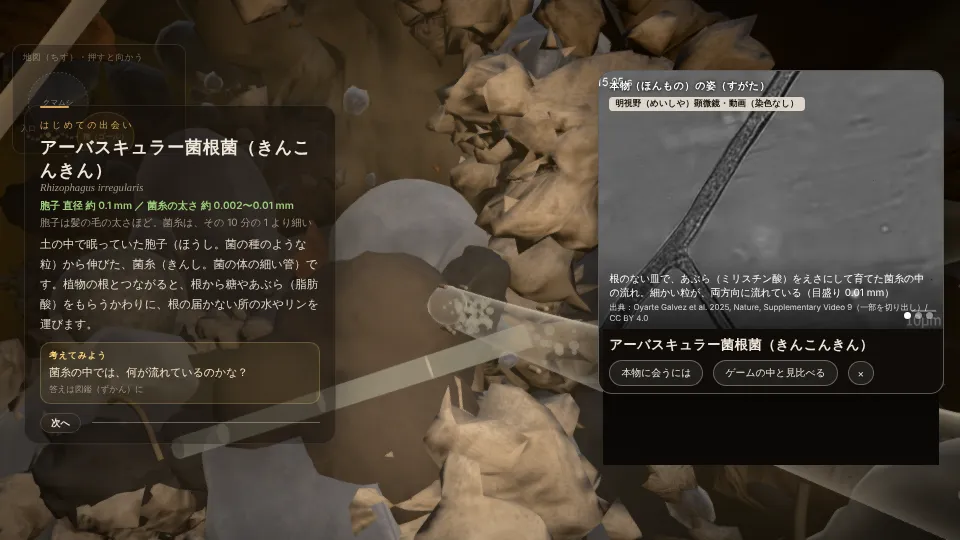 地図（ちず）・押すと向かう
クマムシ
はじめての出会い
アーバスキュラー菌根菌（きんこ
んきん）
Rhizophagus irregularis
胞子 直径 約 0.1 mm ／ 菌糸の太さ 約 0.002〜0.01 mm
胞子は髪の毛の太さほど、菌糸は、その 10 分の 1 より細い
土の中で眠っていた胞子（ほうし。菌の種のような
粒）から伸びた、菌糸（きんし。菌の体の細い管）で
す。植物の根とつながると、根から糖やあぶら（脂肪
酸）をもらうかわりに、根の届かない所の水やリンを
運びます。
考えてみよう
菌糸の中では、何が流れているのかな？
答えは図鑑（ずかん）に
次へ
本物（ほんもの）の姿（すがた）
明視野（めいしや）顕微鏡・動画（染色なし）
根のない皿で、あぶら（ミリスチン酸）をえさにして育てた菌糸の中
の流れ。細かい粒が、両方向に流れている（目盛り 0.01 mm）
出典：Oyarte Galvez et al. 2025, Nature, Supplementary Video 9（一部を切り出し）/
CC BY 4.0
10μm
アーバスキュラー菌根菌（きんこんきん）
本物に会うには
ゲームの中と見比べる
×